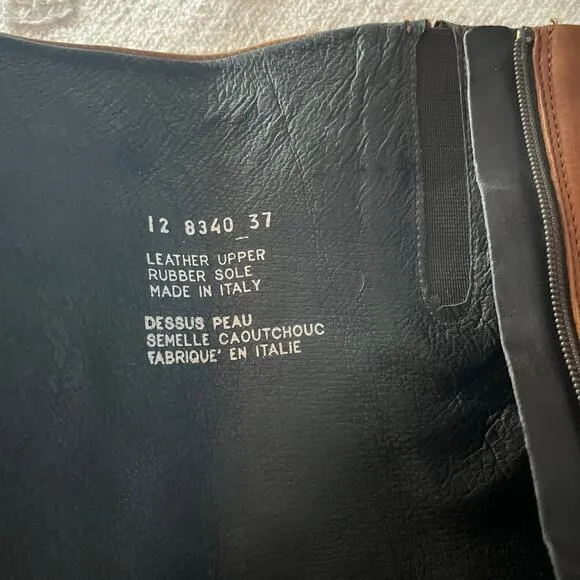 12 8340 37
LEATHER UPPER
RUBBER SOLE
MADE IN ITALY
DESSUS PEAU
SEMELLE CAOUTCHOUC
FABRIQUE' EN ITALIE